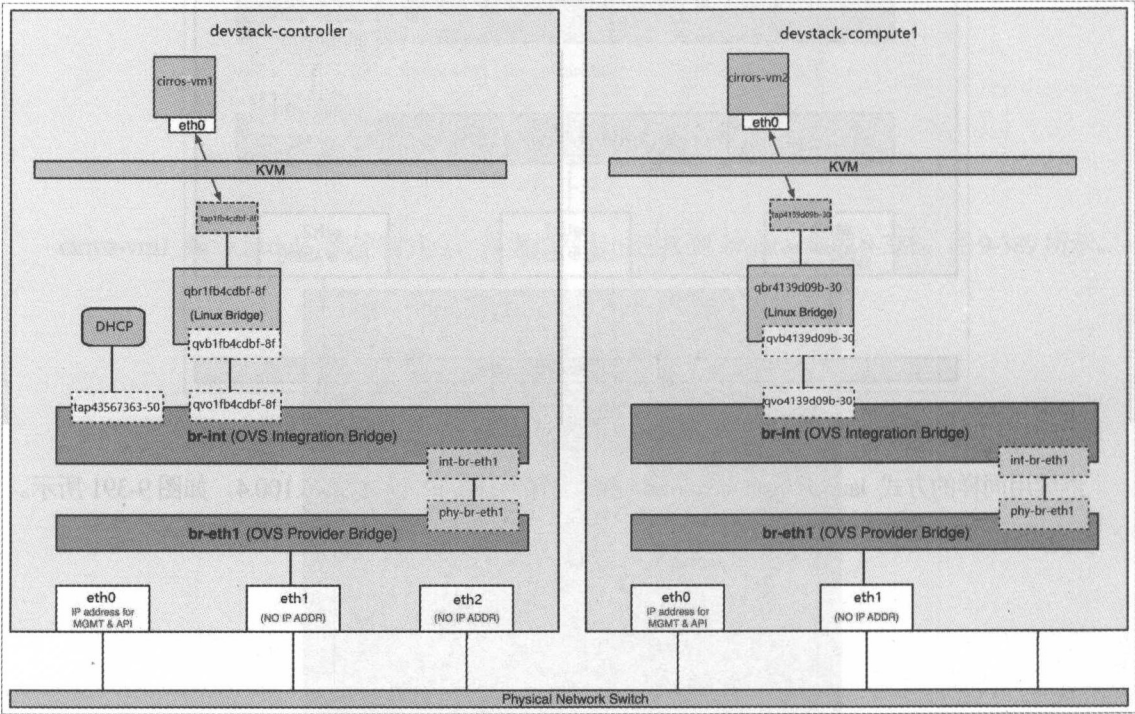 devstack-controller
cirros-vm1
eth0
KVM
tap1fb4cdbf-8f
qbr1fb4cdbf-8f
(Linux Bridge)
DHCP
qvb1fb4cdbf-8f
tap43567363-50
qvo1fb4cdbf-8f
br-int (OVS Integration Bridge)
int-br-eth1
phy-br-eth1
br-eth1 (OVS Provider Bridge)
eth0
IP address for
MGMT & API
eth1
(NO IP ADDR)
eth2
(NO IP ADDR)
devstack-compute1
cirrors-vm2
eth0
KVM
tap4139d09b-30
qbr4139d09b-30
(Linux Bridge)
qvb4139d09b-30
qvo4139d09b-30
br-int (OVS Integration Bridge)
int-br-eth1
phy-br-eth1
br-eth1 (OVS Provider Bridge)
eth0
IP address for
MGMT & API
eth1
(NO IP ADDR)
Physical Network Switch